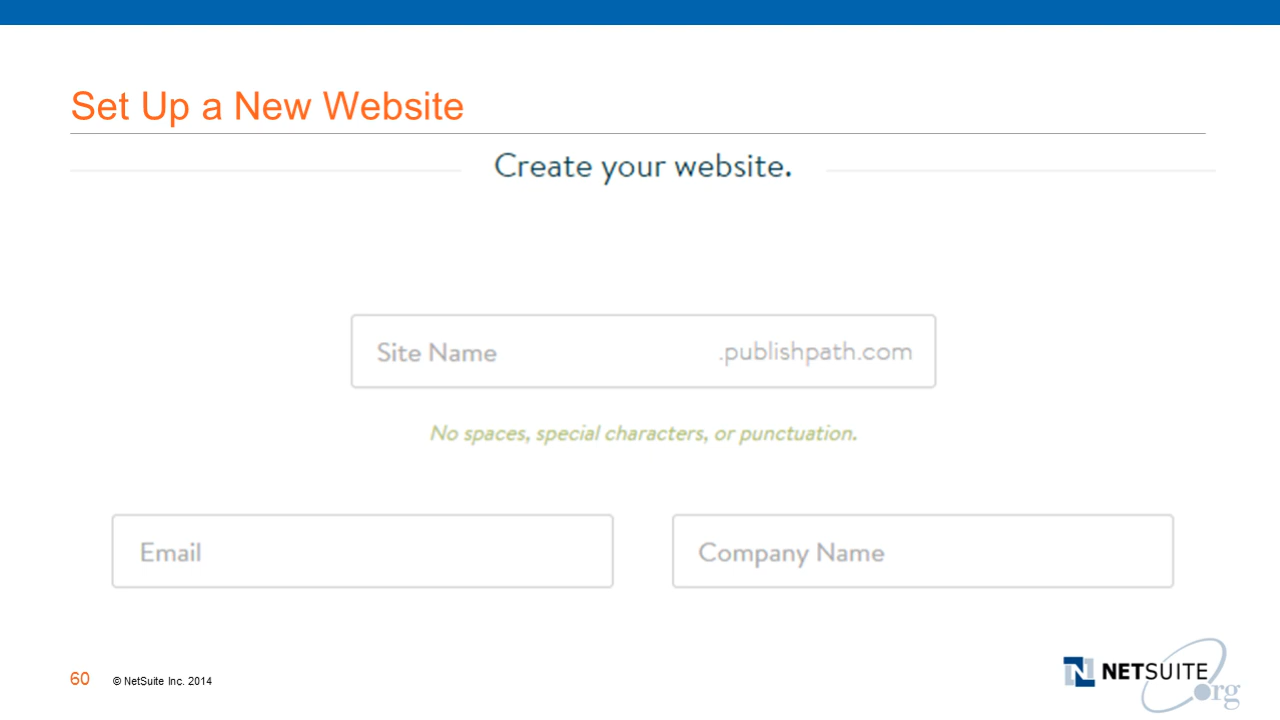 Set Up a New Website
Create your website.
Site Name .publishpath.com
No spaces, special characters, or punctuation.
Email Company Name
60 © NetSuite Inc. 2014
NETSUITE
.org